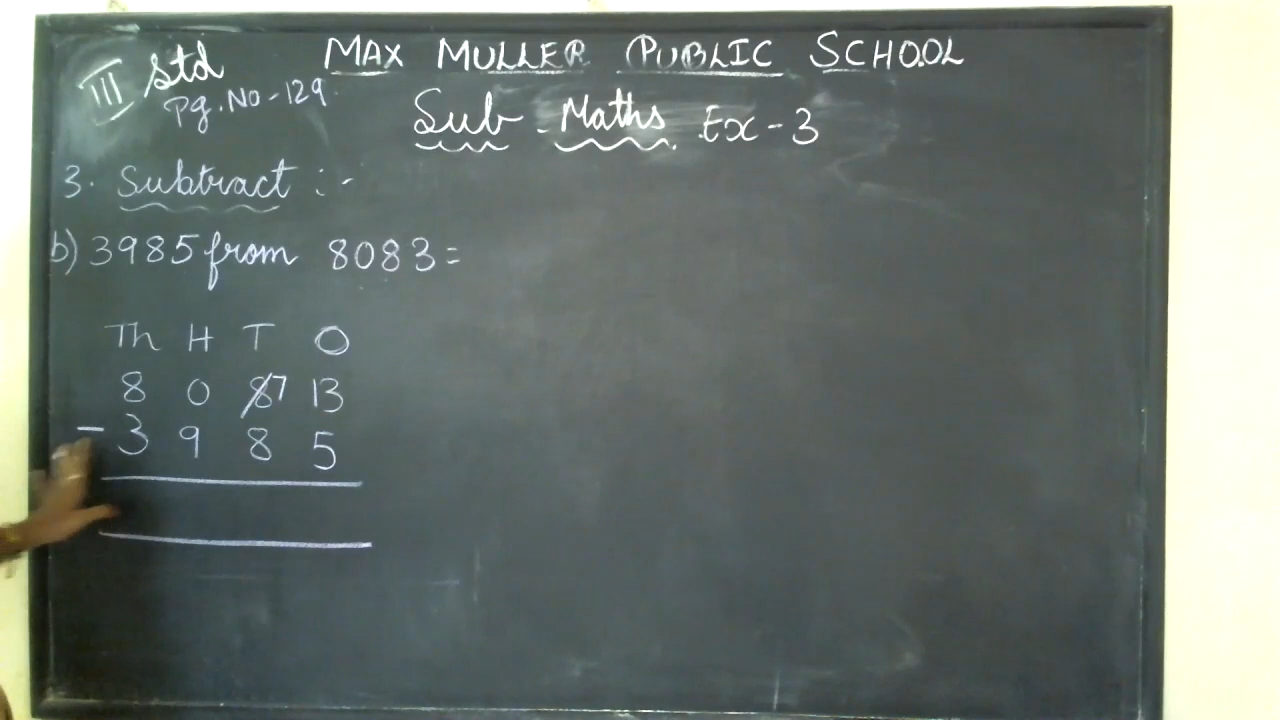 III Std MAX MULLER PUBLIC SCHOOL
Pg. No - 129.
Sub - Maths. Ex - 3
3. Subtract :-
b) 3985 from 8083 =
Th H T O
8 0 8 7 13
- 3 9 8 5